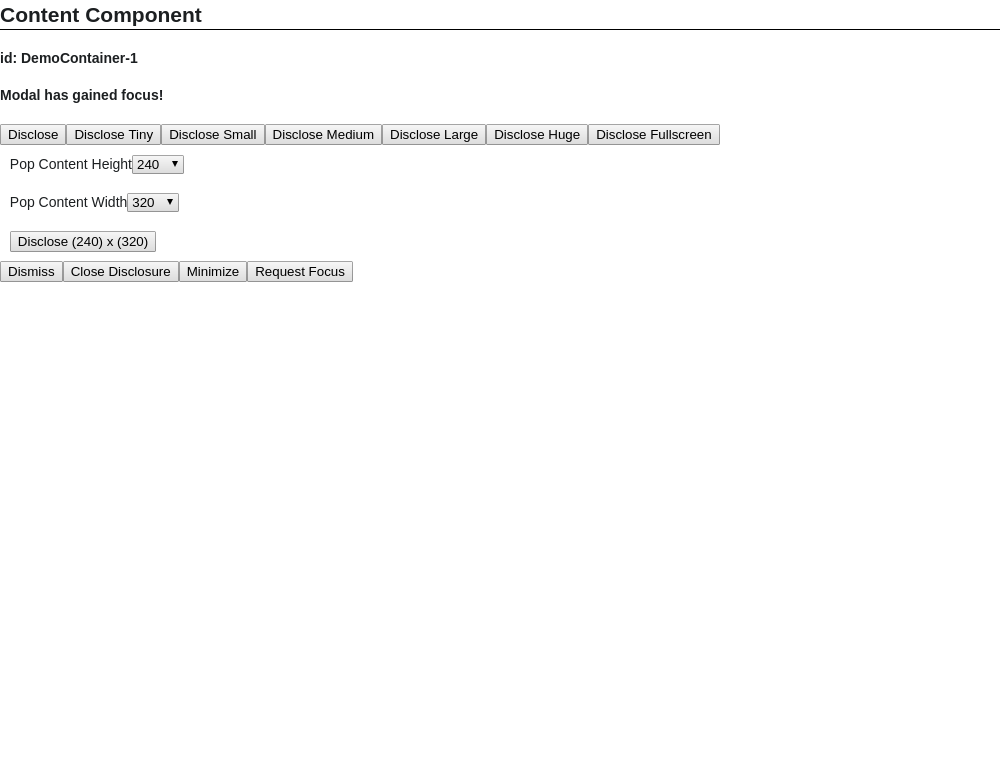 Content Component
id: DemoContainer-1
Modal has gained focus!
Disclose Disclose Tiny Disclose Small Disclose Medium Disclose Large Disclose Huge Disclose Fullscreen
Pop Content Height 240
Pop Content Width 320
Disclose (240) x (320)
Dismiss Close Disclosure Minimize Request Focus